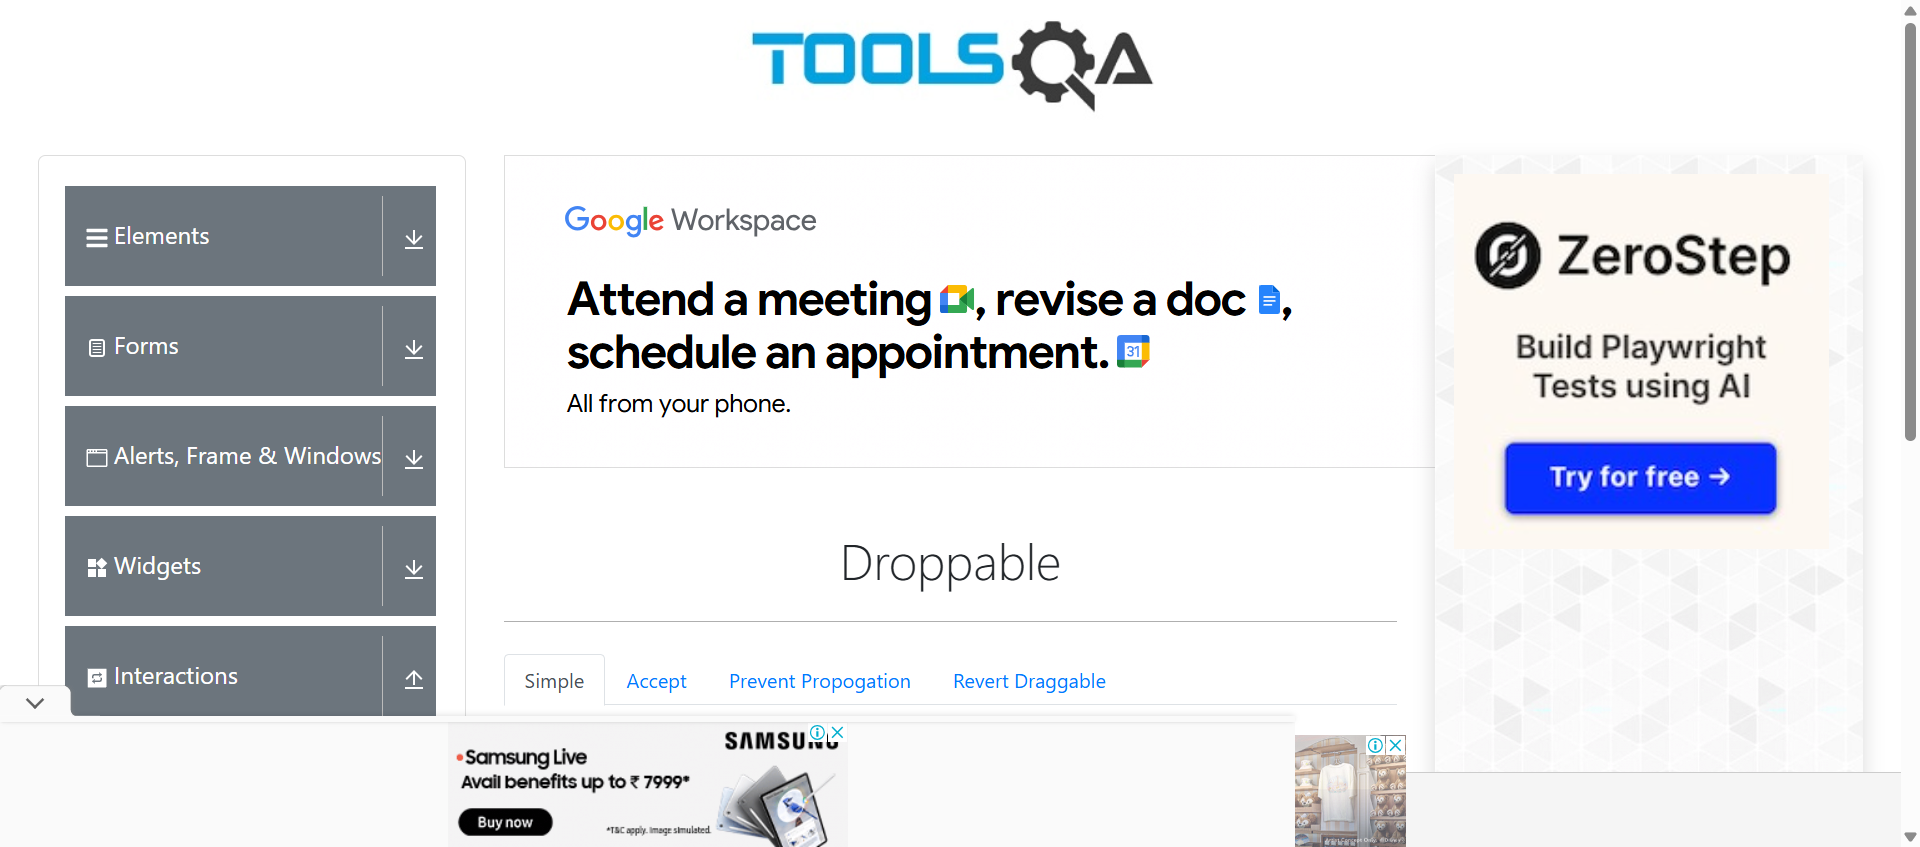 TOOLSQA
Elements
Forms
Alerts, Frame & Windows
Widgets
Interactions
Google Workspace
Attend a meeting , revise a doc ,
schedule an appointment. 31
All from your phone.
Droppable
Simple Accept Prevent Propogation Revert Draggable
ZeroStep
Build Playwright
Tests using AI
Try for free →
SAMSUNG
Samsung Live
Avail benefits up to ₹ 7999*
Buy now
*T&C apply. Image simulated.